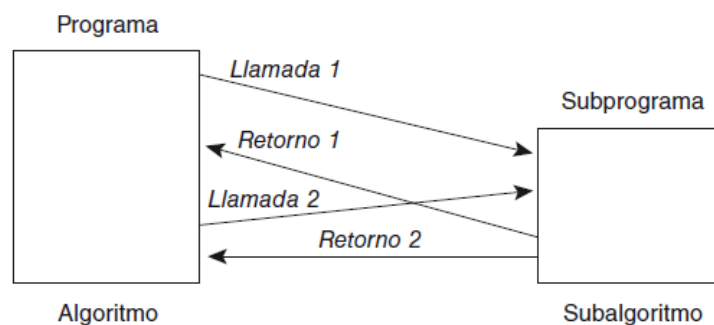 Programa
Llamada 1
Subprograma
Retorno 1
Llamada 2
Retorno 2
Algoritmo
Subalgoritmo